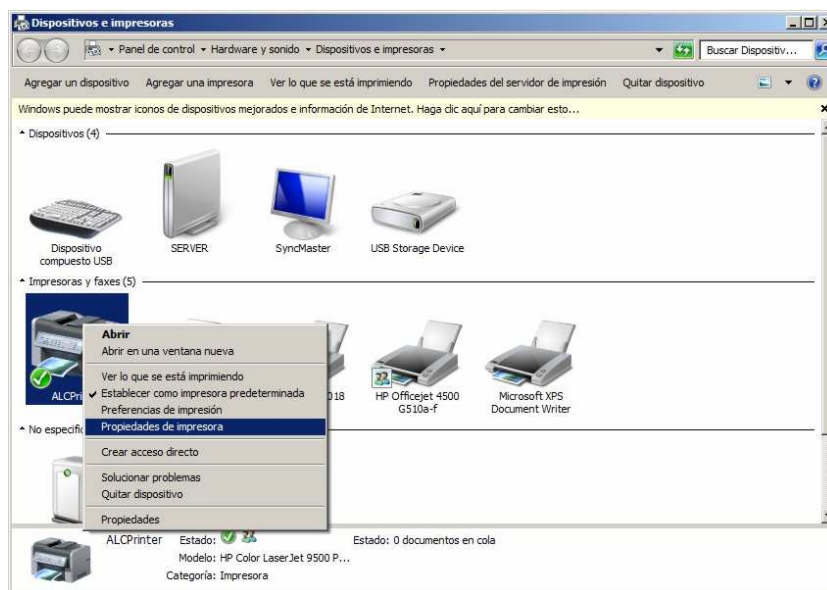 Dispositivos e impresoras
Panel de control Hardware y sonido Dispositivos e impresoras
Buscar Dispositiv...
Agregar un dispositivo Agregar una impresora Ver lo que se está imprimiendo Propiedades del servidor de impresión Quitar dispositivo
Windows puede mostrar iconos de dispositivos mejorados e información de Internet. Haga clic aquí para cambiar esto...
Dispositivos (4)
Dispositivo
compuesto USB
SERVER
SyncMaster
USB Storage Device
Impresoras y faxes (5)
ALCPri
018
HP Officejet 4500
G510a-f
Microsoft XPS
Document Writer
Abrir
Abrir en una ventana nueva
Ver lo que se está imprimiendo
Establecer como impresora predeterminada
Preferencias de impresión
Propiedades de impresora
Crear acceso directo
Solucionar problemas
Quitar dispositivo
Propiedades
No especific
ALCPrinter Estado: Estado: 0 documentos en cola
Modelo: HP Color LaserJet 9500 P...
Categoría: Impresora